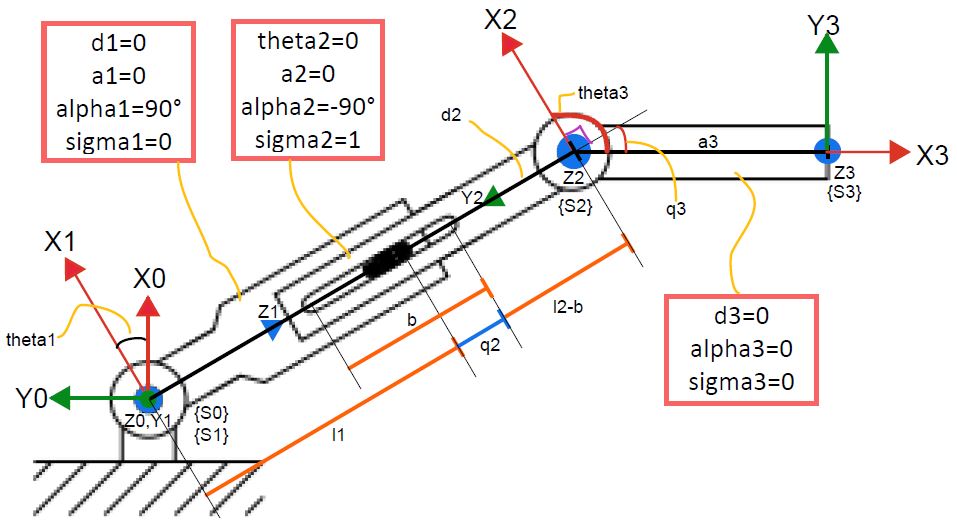 X2
Y3
d1=0
a1=0
alpha1=90°
sigma1=0
theta2=0
a2=0
alpha2=-90°
sigma2=1
theta3
d2
a3
X3
Z2
Z3
{S2}
{S3}
Y2
q3
X1
X0
Z1
theta1
b
l2-b
q2
d3=0
alpha3=0
sigma3=0
Y0
Z0,Y1
{S0}
{S1}
l1